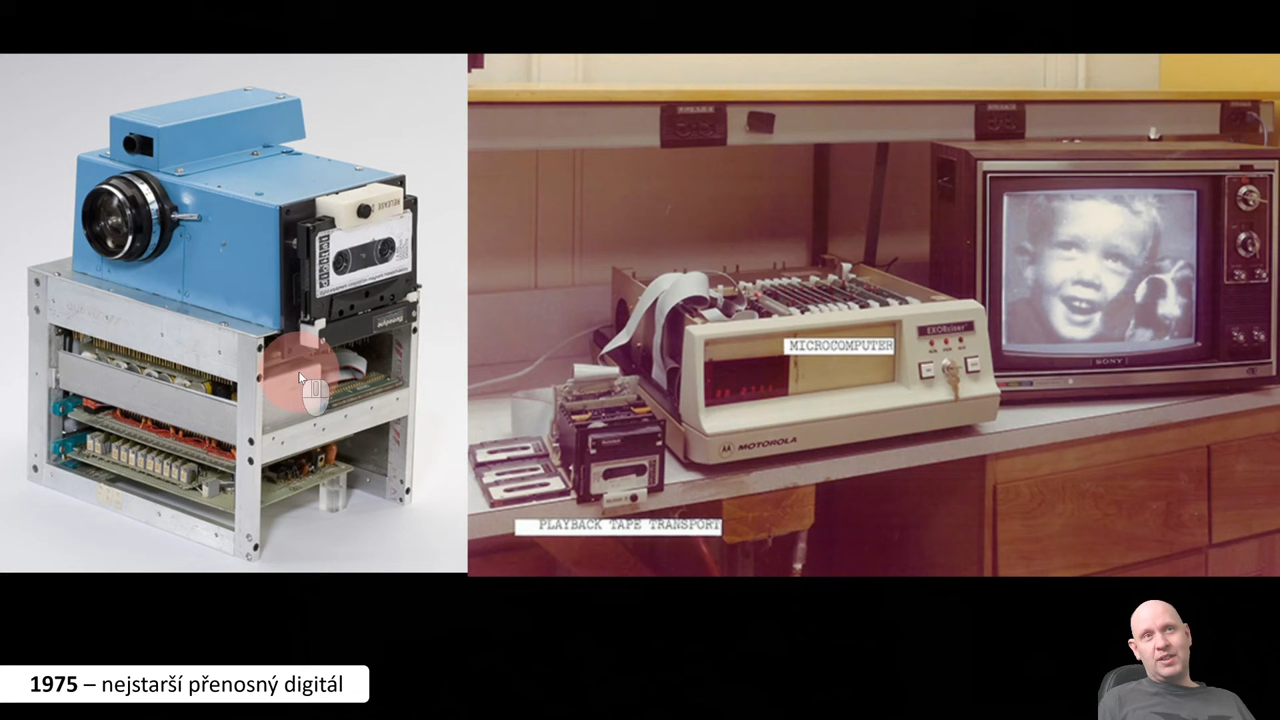 RELEASE
MICROCOMPUTER
EXORciser
MOTOROLA
SONY
PLAYBACK TAPE TRANSPORT
1975 – nejstarší přenosný digitál